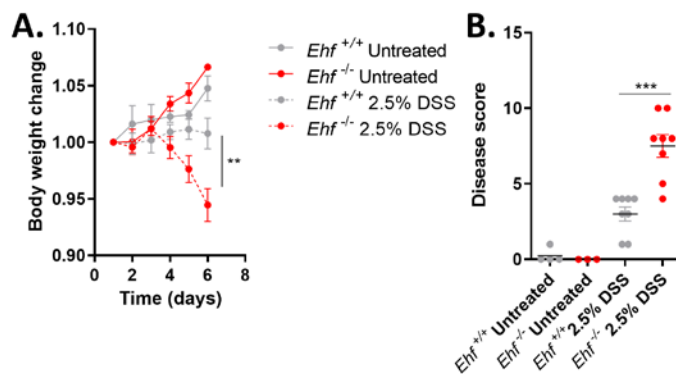 A.
1.10
1.05
1.00
0.95
0.90
0 2 4 6 8
Body weight change
Time (days)
**
Ehf +/+ Untreated
Ehf -/- Untreated
Ehf +/+ 2.5% DSS
Ehf -/- 2.5% DSS
B.
15
10
5
0
Disease score
***
Ehf+/+ Untreated
Ehf-/- Untreated
Ehf+/+ 2.5% DSS
Ehf-/- 2.5% DSS